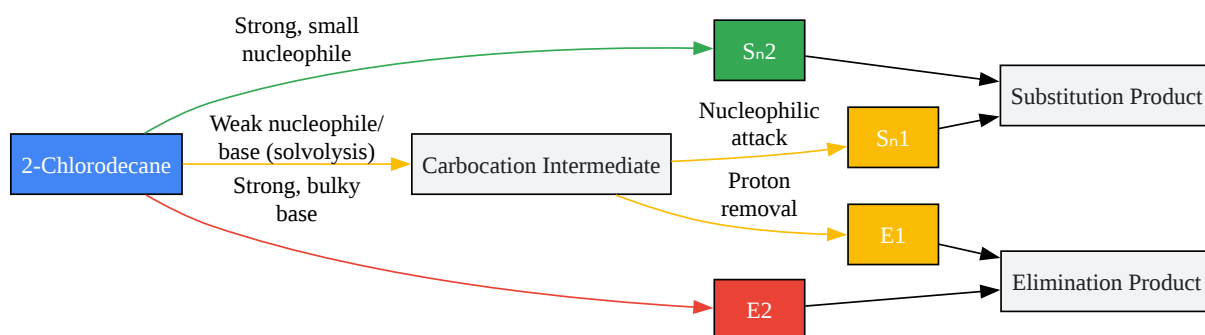 Strong, small
nucleophile
Sₙ2
Substitution Product
Nucleophilic
attack
Weak nucleophile/
base (solvolysis)
Sₙ1
2-Chlorodecane
Carbocation Intermediate
Strong, bulky
base
Proton
removal
E1
Elimination Product
E2